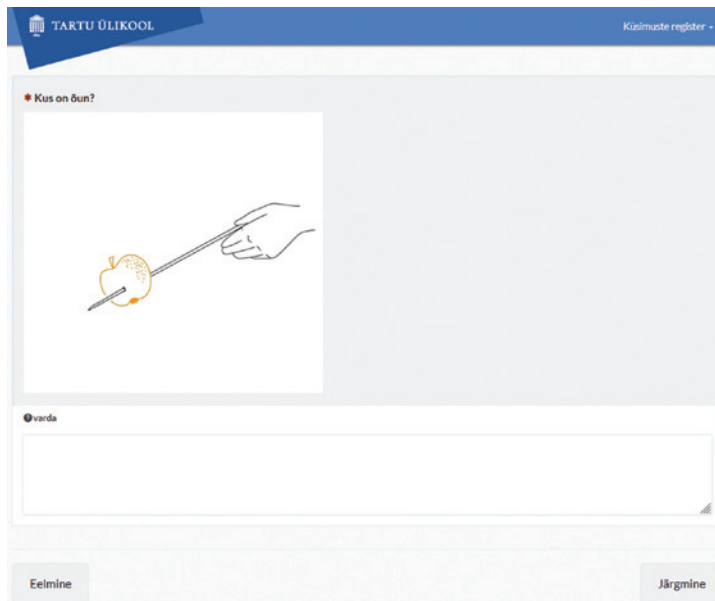 TARTU ÜLIKOOL
Küsimuste register
* Kus on õun?
varda
Eelmine
Järgmine